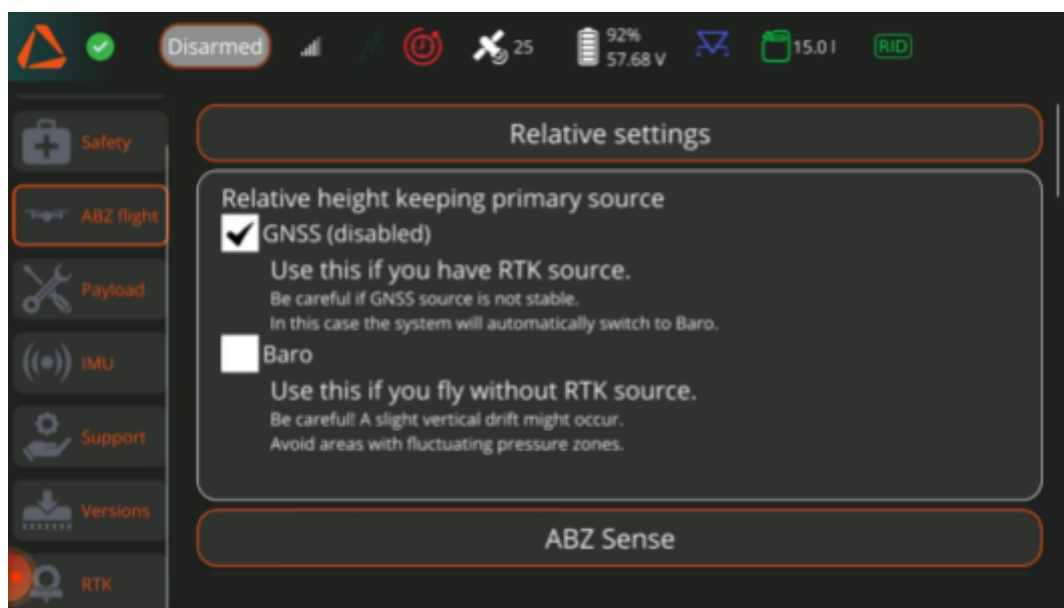 Disarmed
25
92%
57.68 V
15.0 l
RID
Safety
ABZ flight
Payload
IMU
Support
Versions
RTK
Relative settings
Relative height keeping primary source
GNSS (disabled)
Use this if you have RTK source.
Be careful if GNSS source is not stable.
In this case the system will automatically switch to Baro.
Baro
Use this if you fly without RTK source.
Be careful! A slight vertical drift might occur.
Avoid areas with fluctuating pressure zones.
ABZ Sense